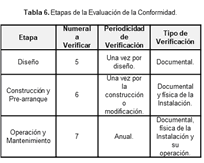 Tabla 6. Etapas de la Evaluación de la Conformidad.
Etapa
Numeral
a
Verificar
Periodicidad
de
Verificación
Tipo de
Verificación
Diseño
5
Una vez por
diseño.
Documental.
Construcción y
Pre-arranque
6
Una vez por
la
construcción
o
modificación.
Documental
y física de la
Instalación.
Operación y
Mantenimiento
7
Anual.
Documental,
física de la
Instalación y
su
operación.